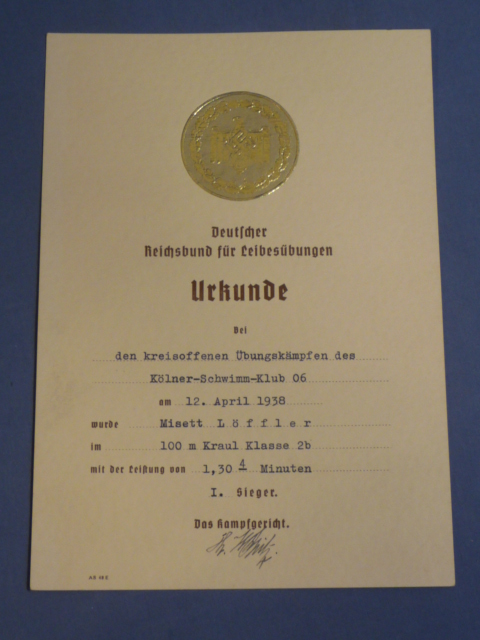 Deutscher
Reichsbund für Leibesübungen
Urkunde
Bei
den kreisoffenen Übungskämpfen des
Kölner-Schwimm-Klub 06
am 12. April 1938
wurde Misett Löffler
im 100 m Kraul Klasse 2b
mit der Leistung von 1,30 4 Minuten
I. Sieger.
Das Kampfgericht.